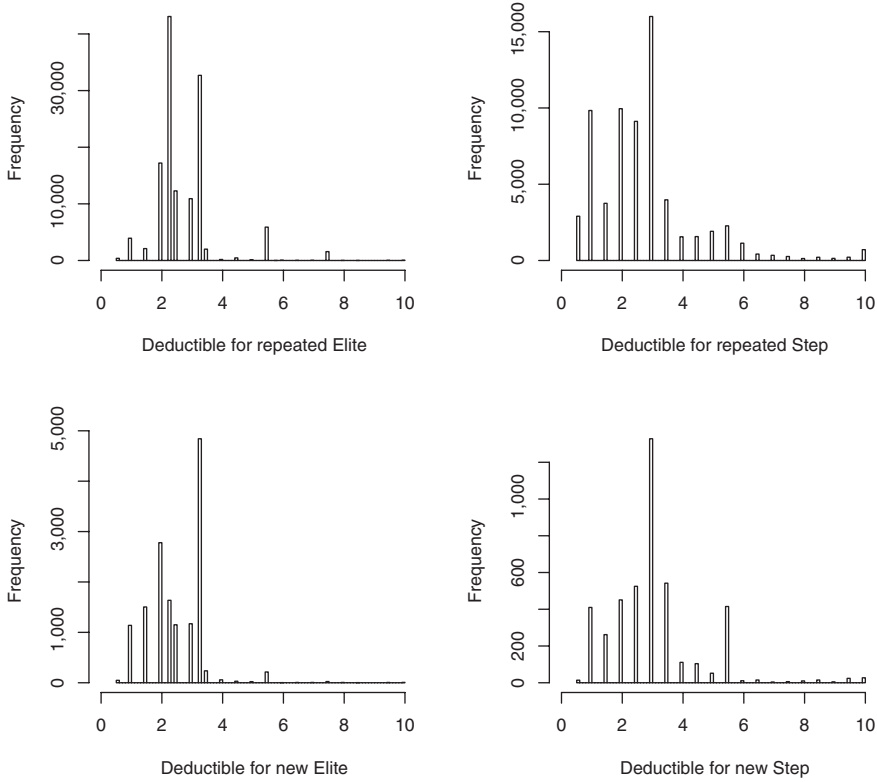 Frequency
30,000
10,000
0
0 2 4 6 8 10
Deductible for repeated Elite
Frequency
15,000
10,000
5,000
0
0 2 4 6 8 10
Deductible for repeated Step
Frequency
5,000
3,000
1,000
0
0 2 4 6 8 10
Deductible for new Elite
Frequency
1,000
600
200
0
0 2 4 6 8 10
Deductible for new Step